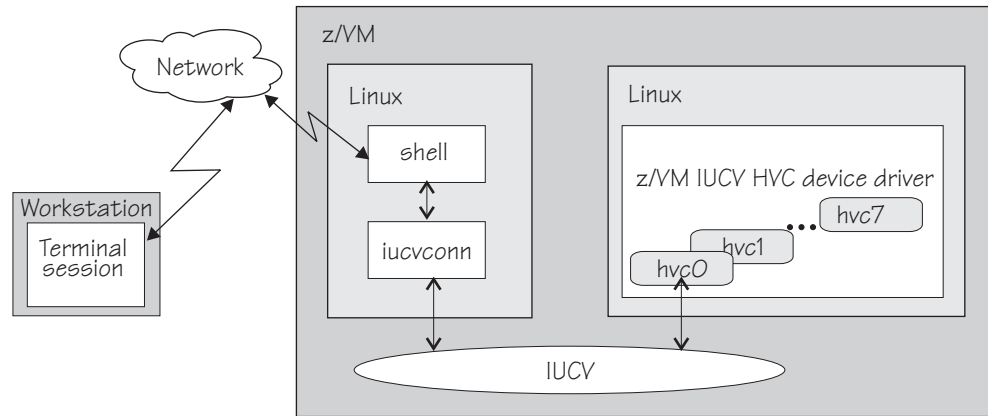 z/VM
Network
Linux
shell
iucvconn
Linux
z/VM IUCV HVC device driver
hvc0
hvc1
...
hvc7
Workstation
Terminal
session
IUCV